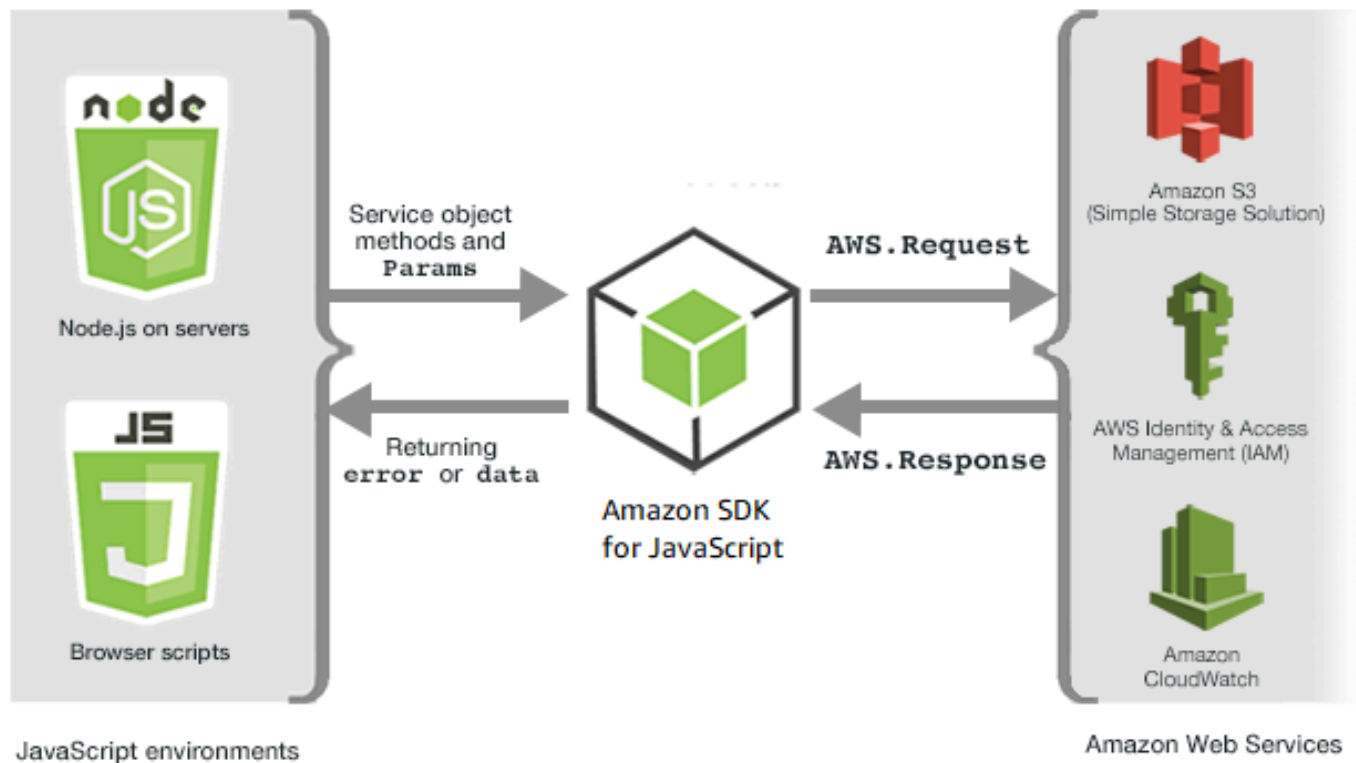 node
JS
Node.js on servers
JS
Browser scripts
JavaScript environments
Service object
methods and
Params
Returning
error or data
Amazon SDK
for JavaScript
AWS.Request
AWS.Response
Amazon S3
(Simple Storage Solution)
AWS Identity & Access
Management (IAM)
Amazon
CloudWatch
Amazon Web Services